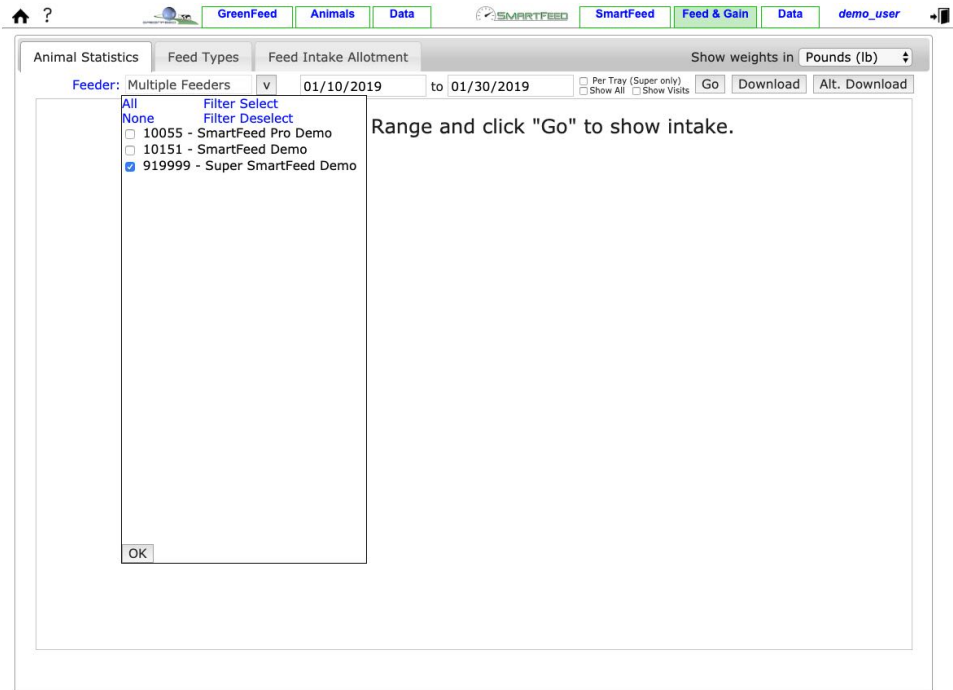 ? GreenFeed Animals Data SMARTFEED SmartFeed Feed & Gain Data demo_user
Animal Statistics Feed Types Feed Intake Allotment Show weights in Pounds (lb)
Feeder: Multiple Feeders v 01/10/2019 to 01/30/2019 Per Tray (Super only) Go Download Alt. Download
Show All Show Visits
All Filter Select
None Filter Deselect
10055 - SmartFeed Pro Demo
10151 - SmartFeed Demo
919999 - Super SmartFeed Demo
Range and click "Go" to show intake.
OK